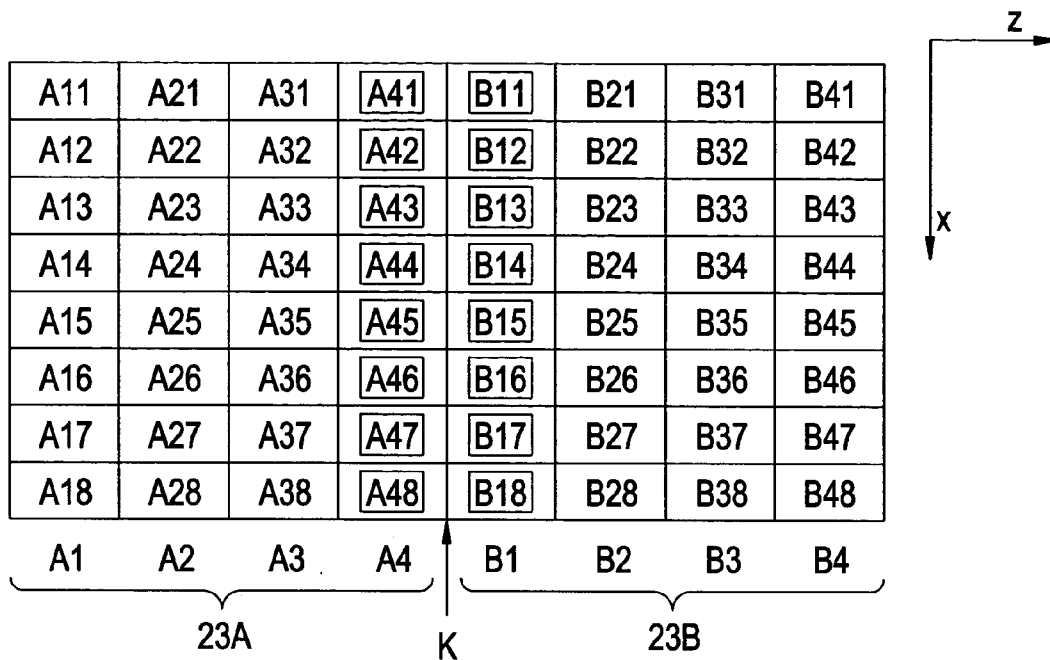 Z
A11 A21 A31 A41 B11 B21 B31 B41
A12 A22 A32 A42 B12 B22 B32 B42
X
A13 A23 A33 A43 B13 B23 B33 B43
A14 A24 A34 A44 B14 B24 B34 B44
A15 A25 A35 A45 B15 B25 B35 B45
A16 A26 A36 A46 B16 B26 B36 B46
A17 A27 A37 A47 B17 B27 B37 B47
A18 A28 A38 A48 B18 B28 B38 B48
A1 A2 A3 A4 B1 B2 B3 B4
23A K 23B